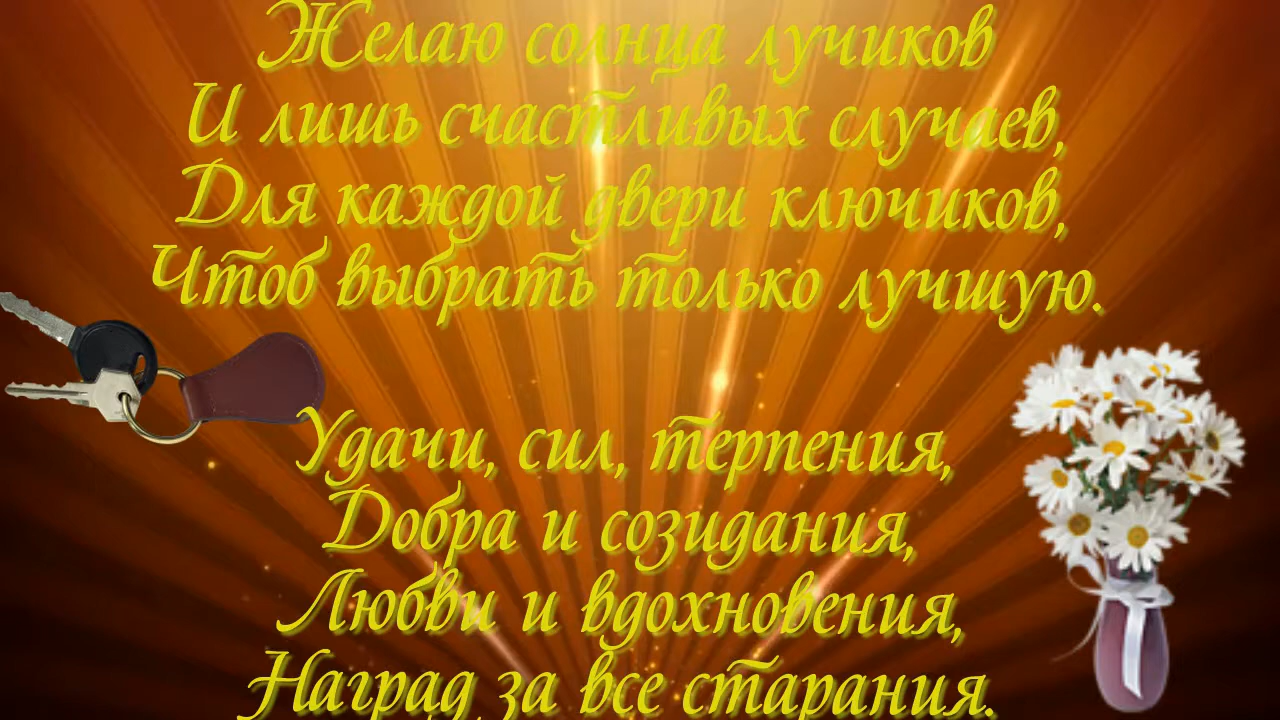 Желаю солнца лучиков
И лишь счастливых случаев,
Для каждой двери ключиков,
Чтоб выбрать только лучшую.
Удачи, сил, терпения,
Добра и созидания,
Любви и вдохновения,
Наград за все старания.